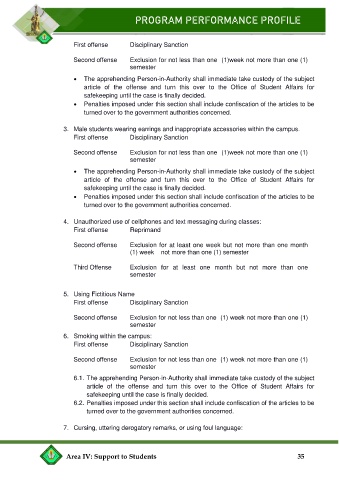 PROGRAM PERFORMANCE PROFILE
First offense Disciplinary Sanction
Second offense Exclusion for not less than one (1)week not more than one (1)
semester
• The apprehending Person-in-Authority shall immediate take custody of the subject
article of the offense and turn this over to the Office of Student Affairs for
safekeeping until the case is finally decided.
• Penalties imposed under this section shall include confiscation of the articles to be
turned over to the government authorities concerned.
3. Male students wearing earrings and inappropriate accessories within the campus.
First offense Disciplinary Sanction
Second offense Exclusion for not less than one (1)week not more than one (1)
semester
• The apprehending Person-in-Authority shall immediate take custody of the subject
article of the offense and turn this over to the Office of Student Affairs for
safekeeping until the case is finally decided.
• Penalties imposed under this section shall include confiscation of the articles to be
turned over to the government authorities concerned.
4. Unauthorized use of cellphones and text messaging during classes:
First offense Reprimand
Second offense Exclusion for at least one week but not more than one month
(1) week not more than one (1) semester
Third Offense Exclusion for at least one month but not more than one
semester
5. Using Fictitious Name
First offense Disciplinary Sanction
Second offense Exclusion for not less than one (1) week not more than one (1)
semester
6. Smoking within the campus:
First offense Disciplinary Sanction
Second offense Exclusion for not less than one (1) week not more than one (1)
semester
6.1. The apprehending Person-in-Authority shall immediate take custody of the subject
article of the offense and turn this over to the Office of Student Affairs for
safekeeping until the case is finally decided.
6.2. Penalties imposed under this section shall include confiscation of the articles to be
turned over to the government authorities concerned.
7. Cursing, uttering derogatory remarks, or using foul language:
Area IV: Support to Students 35